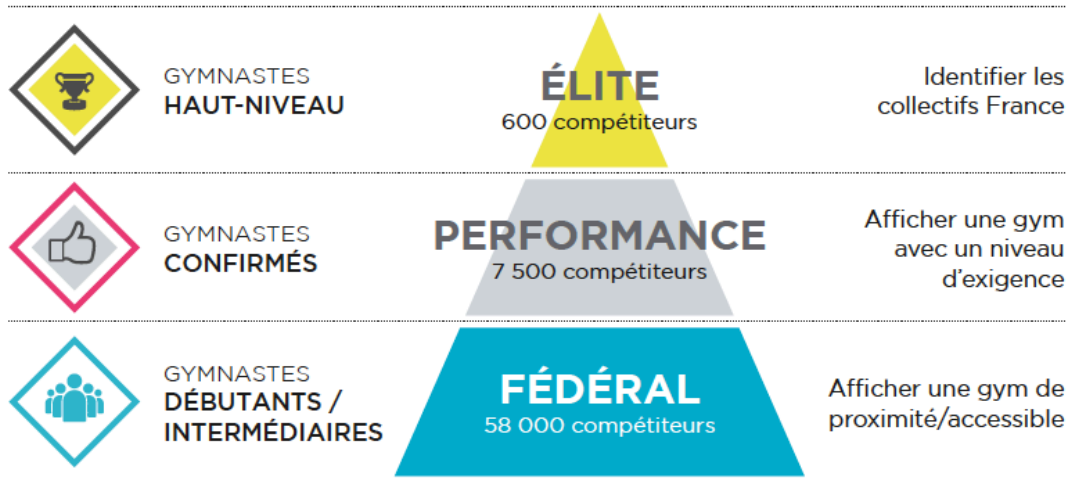 GYMNASTES
HAUT-NIVEAU
ÉLITE
600 compétiteurs
Identifier les
collectifs France
GYMNASTES
CONFIRMÉS
PERFORMANCE
7 500 compétiteurs
Afficher une gym
avec un niveau
d'exigence
GYMNASTES
DÉBUTANTS /
INTERMÉDIAIRES
FÉDÉRAL
58 000 compétiteurs
Afficher une gym de
proximité/accessible